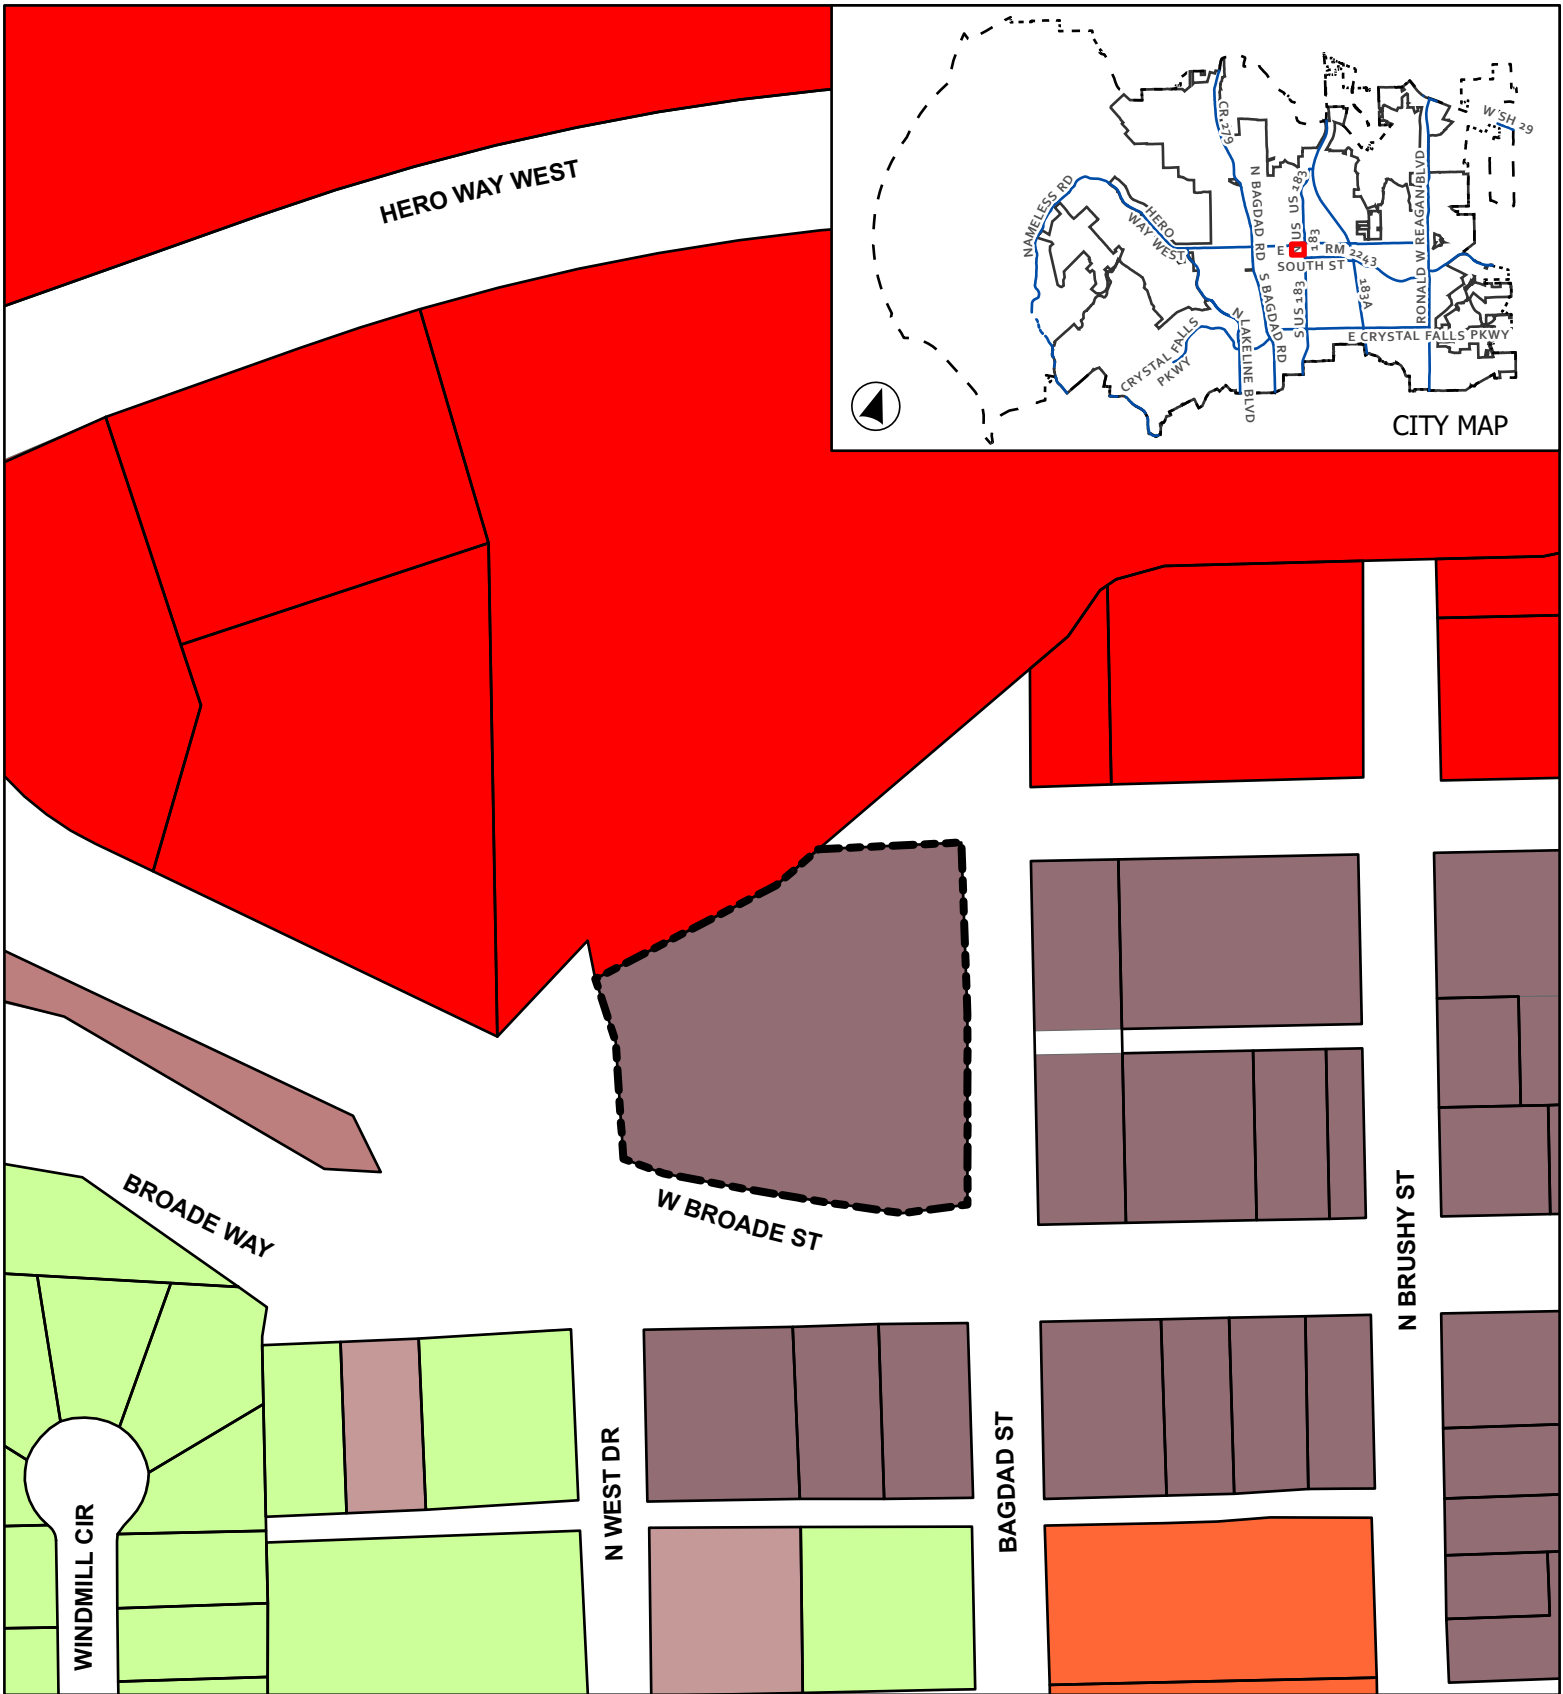 HERO WAY WEST
CR 279
W SH 29
NAMELESS RD
HERO
WAY WEST
N BAGDAD RD
N US 183
US 183
RONALD W REAGAN BLVD
E
RM 2243
SOUTH ST
S BAGDAD RD
S US 183
183A
N LAKELINE BLVD
CRYSTAL FALLS
PKWY
E CRYSTAL FALLS PKWY
CITY MAP
BROADE WAY
W BROADE ST
N BRUSHY ST
N WEST DR
BAGDAD ST
WINDMILL CIR